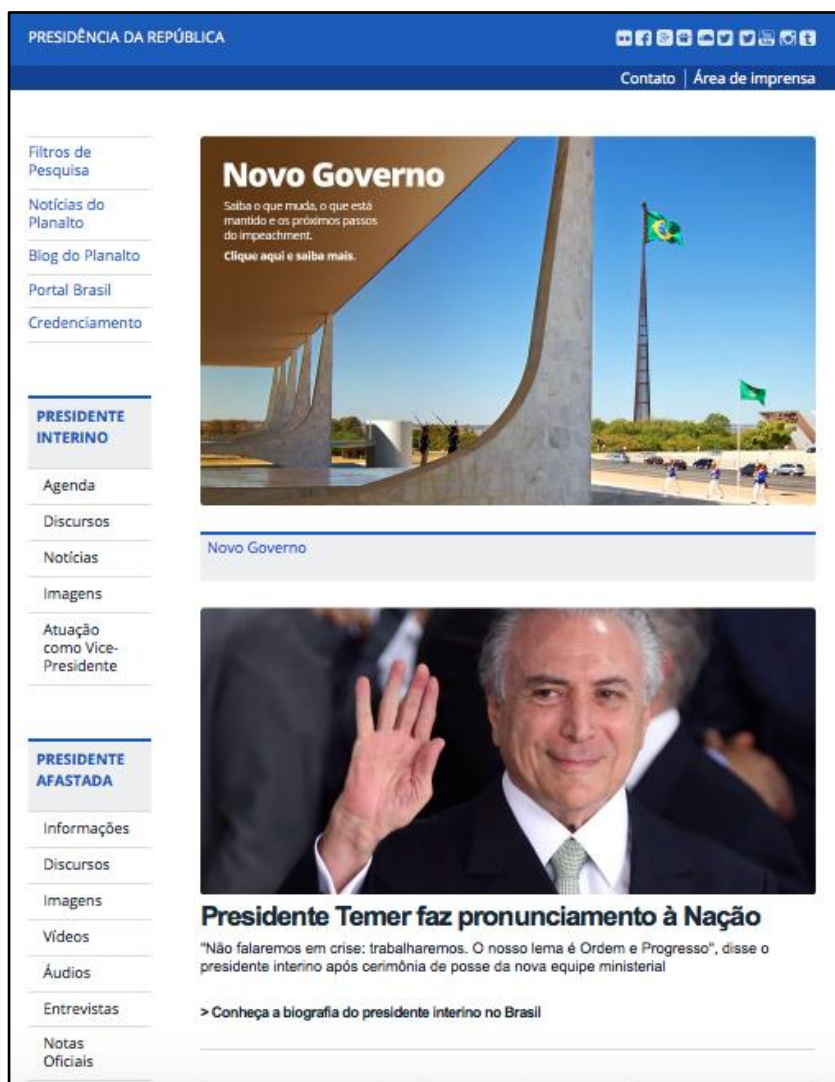 PRESIDÊNCIA DA REPÚBLICA
Contato | Área de imprensa
Filtros de
Pesquisa
Notícias do
Planalto
Blog do Planalto
Portal Brasil
Credenciamento
PRESIDENTE
INTERINO
Agenda
Discursos
Notícias
Imagens
Atuação
como Vice-
Presidente
PRESIDENTE
AFASTADA
Informações
Discursos
Imagens
Vídeos
Áudios
Entrevistas
Notas
Oficiais
Novo Governo
Saiba o que muda, o que está
mantido e os próximos passos
do impeachment.
Clique aqui e saiba mais.
Novo Governo
Presidente Temer faz pronunciamento à Nação
"Não falaremos em crise: trabalharemos. O nosso lema é Ordem e Progresso", disse o
presidente interino após cerimônia de posse da nova equipe ministerial
> Conheça a biografia do presidente interino no Brasil